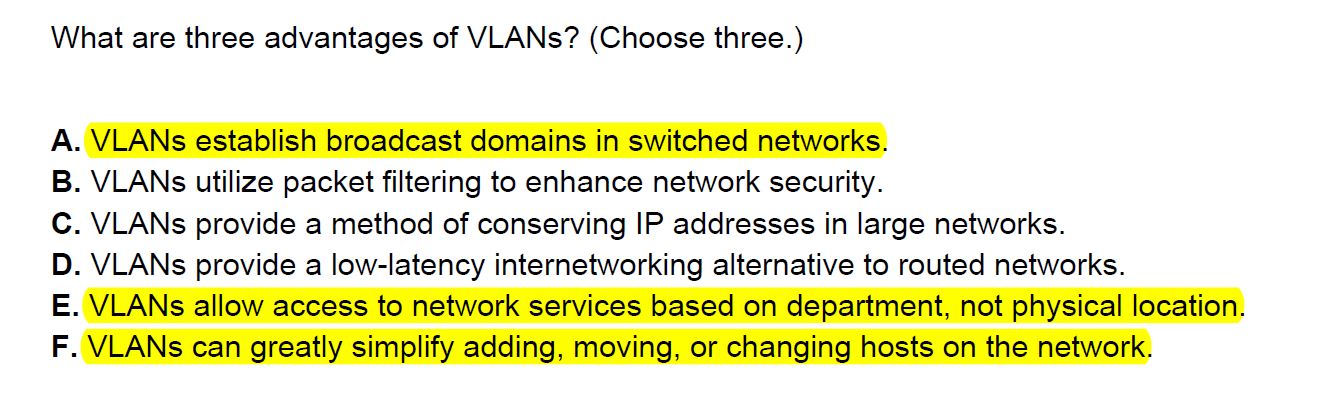 What are three advantages of VLANs? (Choose three.)
A. VLANs establish broadcast domains in switched networks.
B. VLANs utilize packet filtering to enhance network security.
C. VLANs provide a method of conserving IP addresses in large networks.
D. VLANs provide a low-latency internetworking alternative to routed networks.
E. VLANs allow access to network services based on department, not physical location.
F. VLANs can greatly simplify adding, moving, or changing hosts on the network.